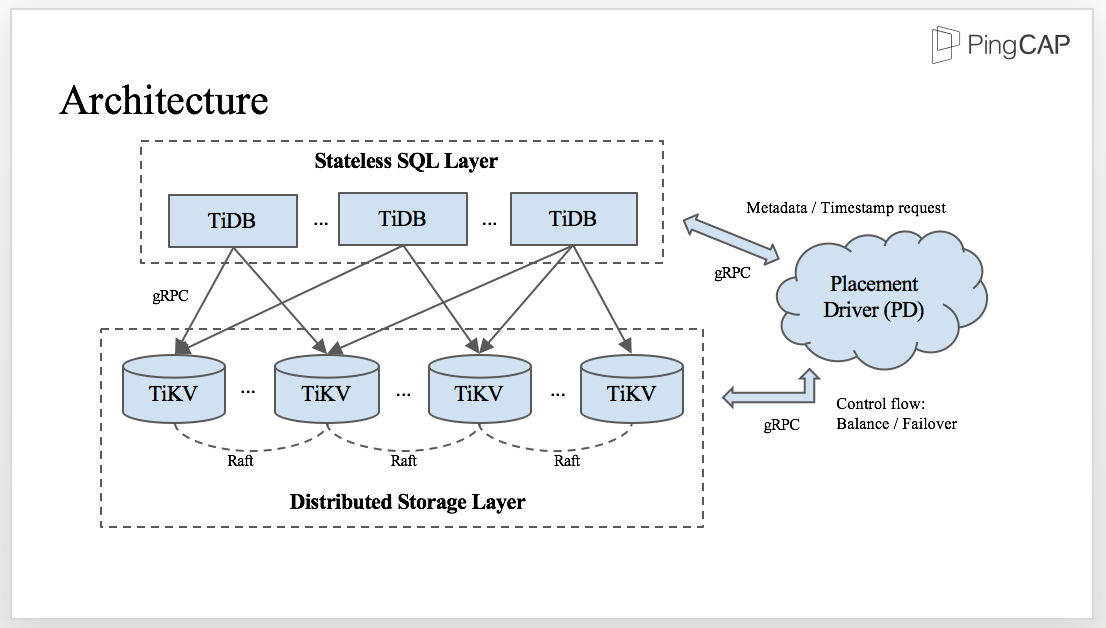 PingCAP
Architecture
Stateless SQL Layer
TiDB ... TiDB ... TiDB
Metadata / Timestamp request
gRPC
gRPC
Placement
Driver (PD)
TiKV ... TiKV ... TiKV ... TiKV
Raft Raft Raft
gRPC
Control flow:
Balance / Failover
Distributed Storage Layer